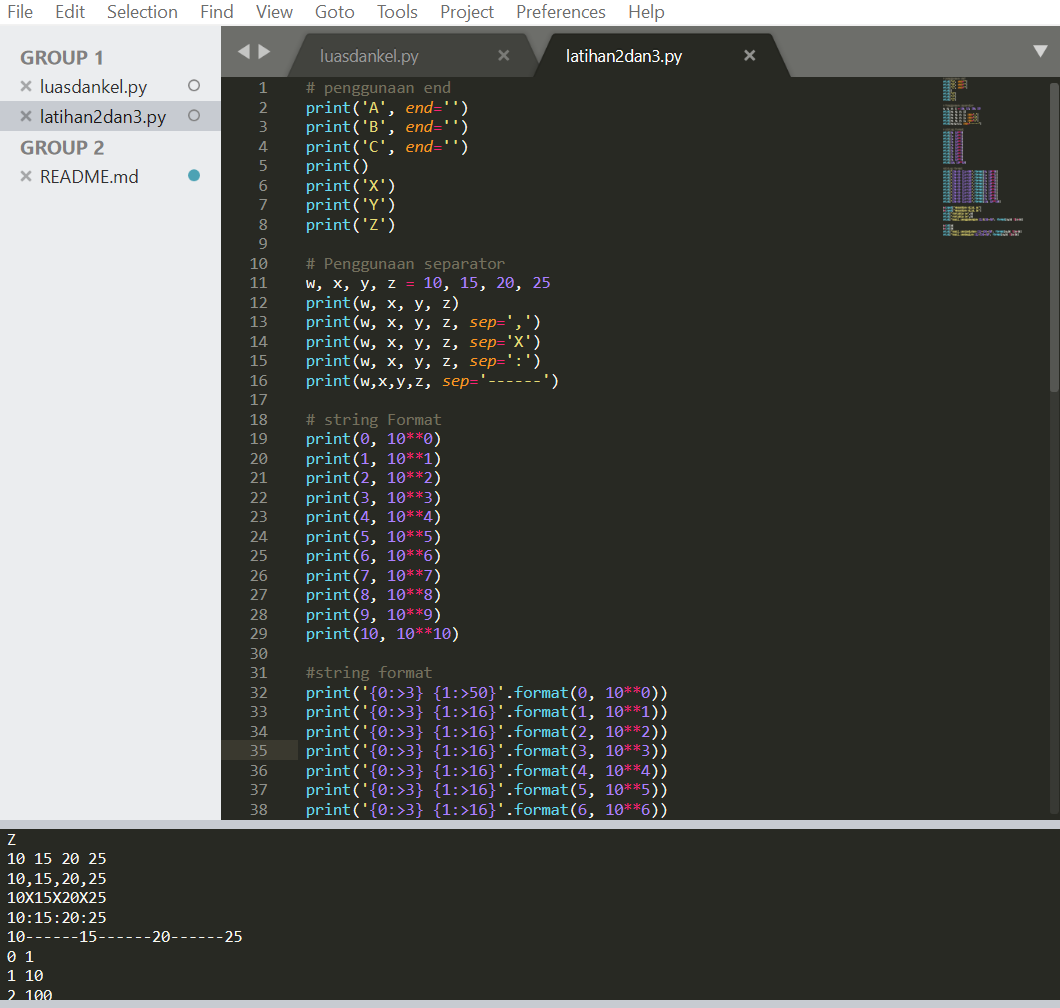 File Edit Selection Find View Goto Tools Project Preferences Help
GROUP 1
luasdankel.py
latihan2dan3.py
GROUP 2
README.md
luasdankel.py latihan2dan3.py
1 # penggunaan end
2 print('A', end='')
3 print('B', end='')
4 print('C', end='')
5 print()
6 print('X')
7 print('Y')
8 print('Z')
9
10 # Penggunaan separator
11 w, x, y, z = 10, 15, 20, 25
12 print(w, x, y, z)
13 print(w, x, y, z, sep=',')
14 print(w, x, y, z, sep='X')
15 print(w, x, y, z, sep=':')
16 print(w,x,y,z, sep='------')
17
18 # string Format
19 print(0, 10**0)
20 print(1, 10**1)
21 print(2, 10**2)
22 print(3, 10**3)
23 print(4, 10**4)
24 print(5, 10**5)
25 print(6, 10**6)
26 print(7, 10**7)
27 print(8, 10**8)
28 print(9, 10**9)
29 print(10, 10**10)
30
31 #string format
32 print('{0:>3} {1:>50}'.format(0, 10**0))
33 print('{0:>3} {1:>16}'.format(1, 10**1))
34 print('{0:>3} {1:>16}'.format(2, 10**2))
35 print('{0:>3} {1:>16}'.format(3, 10**3))
36 print('{0:>3} {1:>16}'.format(4, 10**4))
37 print('{0:>3} {1:>16}'.format(5, 10**5))
38 print('{0:>3} {1:>16}'.format(6, 10**6))
Z
10 15 20 25
10,15,20,25
10X15X20X25
10:15:20:25
10------15------20------25
0 1
1 10
2 100